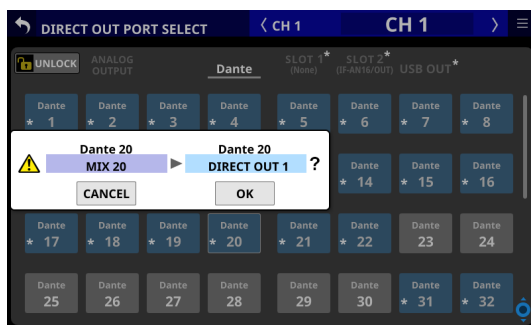 DIRECT OUT PORT SELECT
CH 1
CH 1
UNLOCK
ANALOG
OUTPUT
Dante
SLOT 1*
(None)
SLOT 2*
(IF-AN16/OUT)
USB OUT*
Dante
* 1
Dante
* 2
Dante
* 3
Dante
* 4
Dante
* 5
Dante
* 6
Dante
* 7
Dante
* 8
Dante 20
MIX 20
Dante 20
DIRECT OUT 1
?
CANCEL
OK
Dante
* 14
Dante
* 15
Dante
* 16
Dante
* 17
Dante
* 18
Dante
* 19
Dante
* 20
Dante
* 21
Dante
* 22
Dante
23
Dante
24
Dante
25
Dante
26
Dante
27
Dante
28
Dante
29
Dante
30
Dante
* 31
Dante
* 32